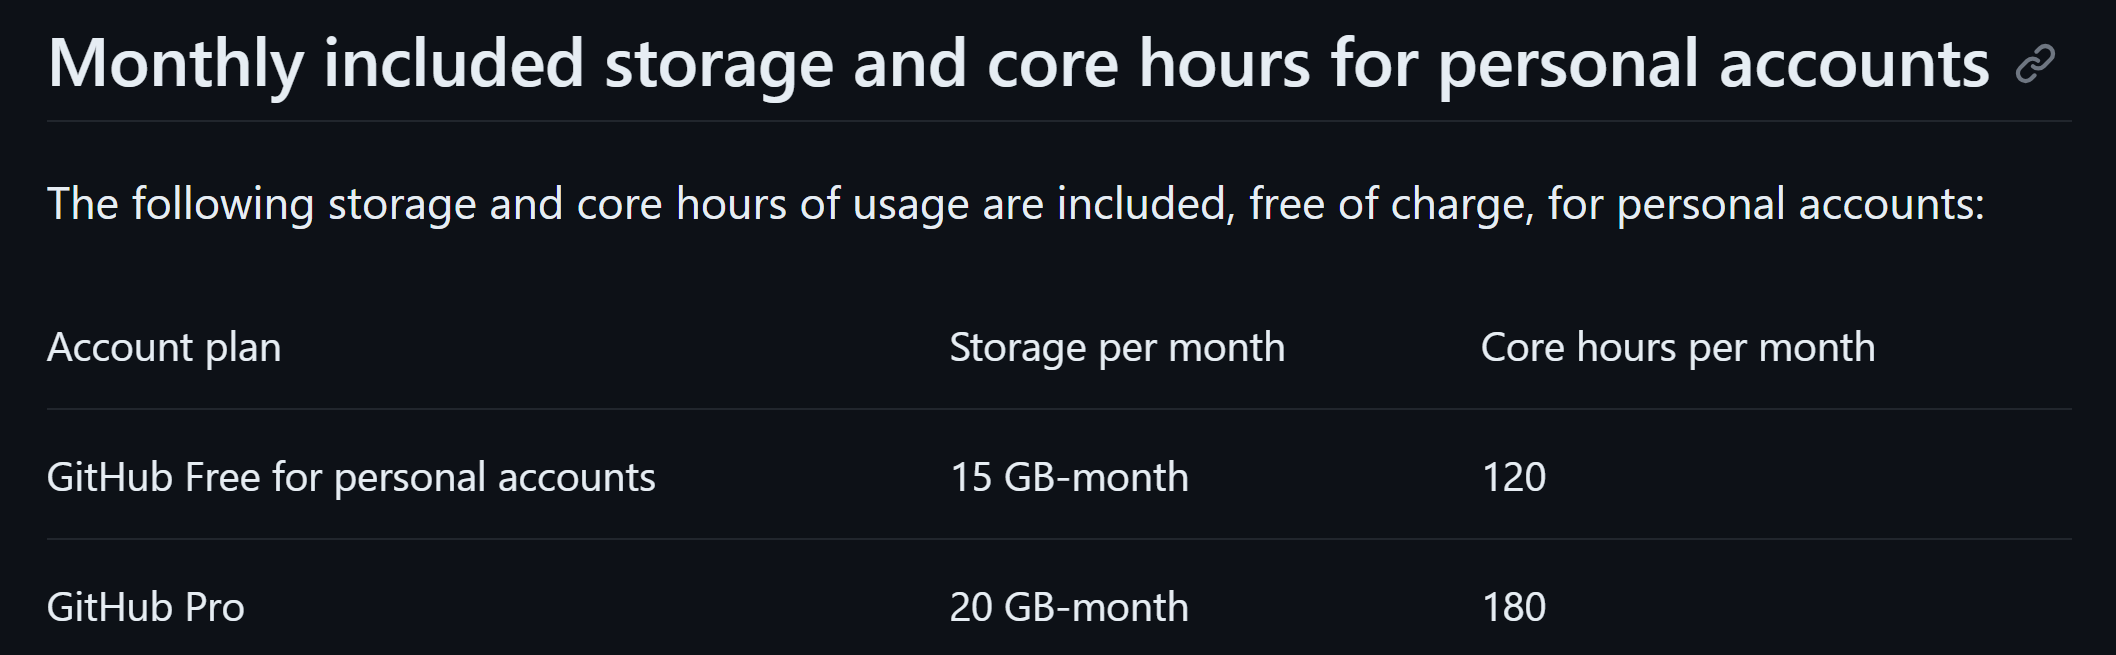 Monthly included storage and core hours for personal accounts
The following storage and core hours of usage are included, free of charge, for personal accounts:
Account plan Storage per month Core hours per month
GitHub Free for personal accounts 15 GB-month 120
GitHub Pro 20 GB-month 180